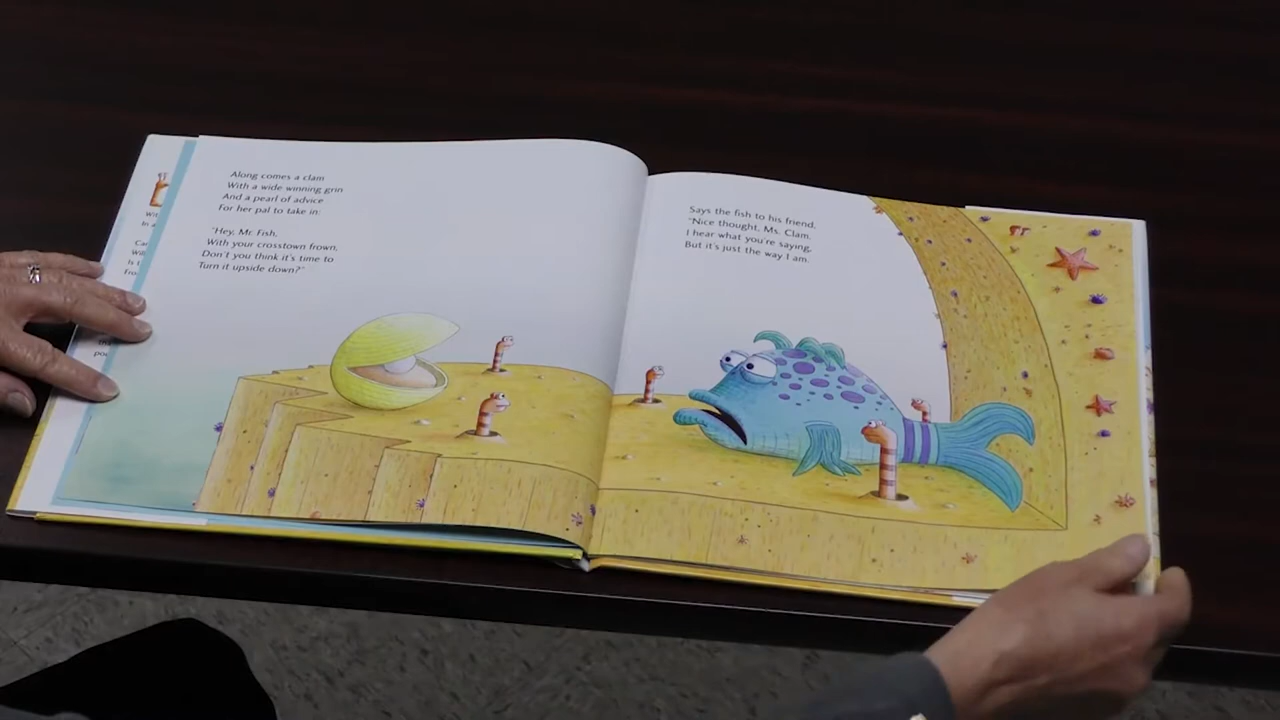 Along comes a clam
With a wide winning grin
And a pearl of advice
For her pal to take in:
"Hey, Mr. Fish,
With your crosstown frown,
Don't you think it's time to
Turn it upside down?"
Says the fish to his friend,
"Nice thought, Ms. Clam.
I hear what you're saying,
But it's just the way I am.